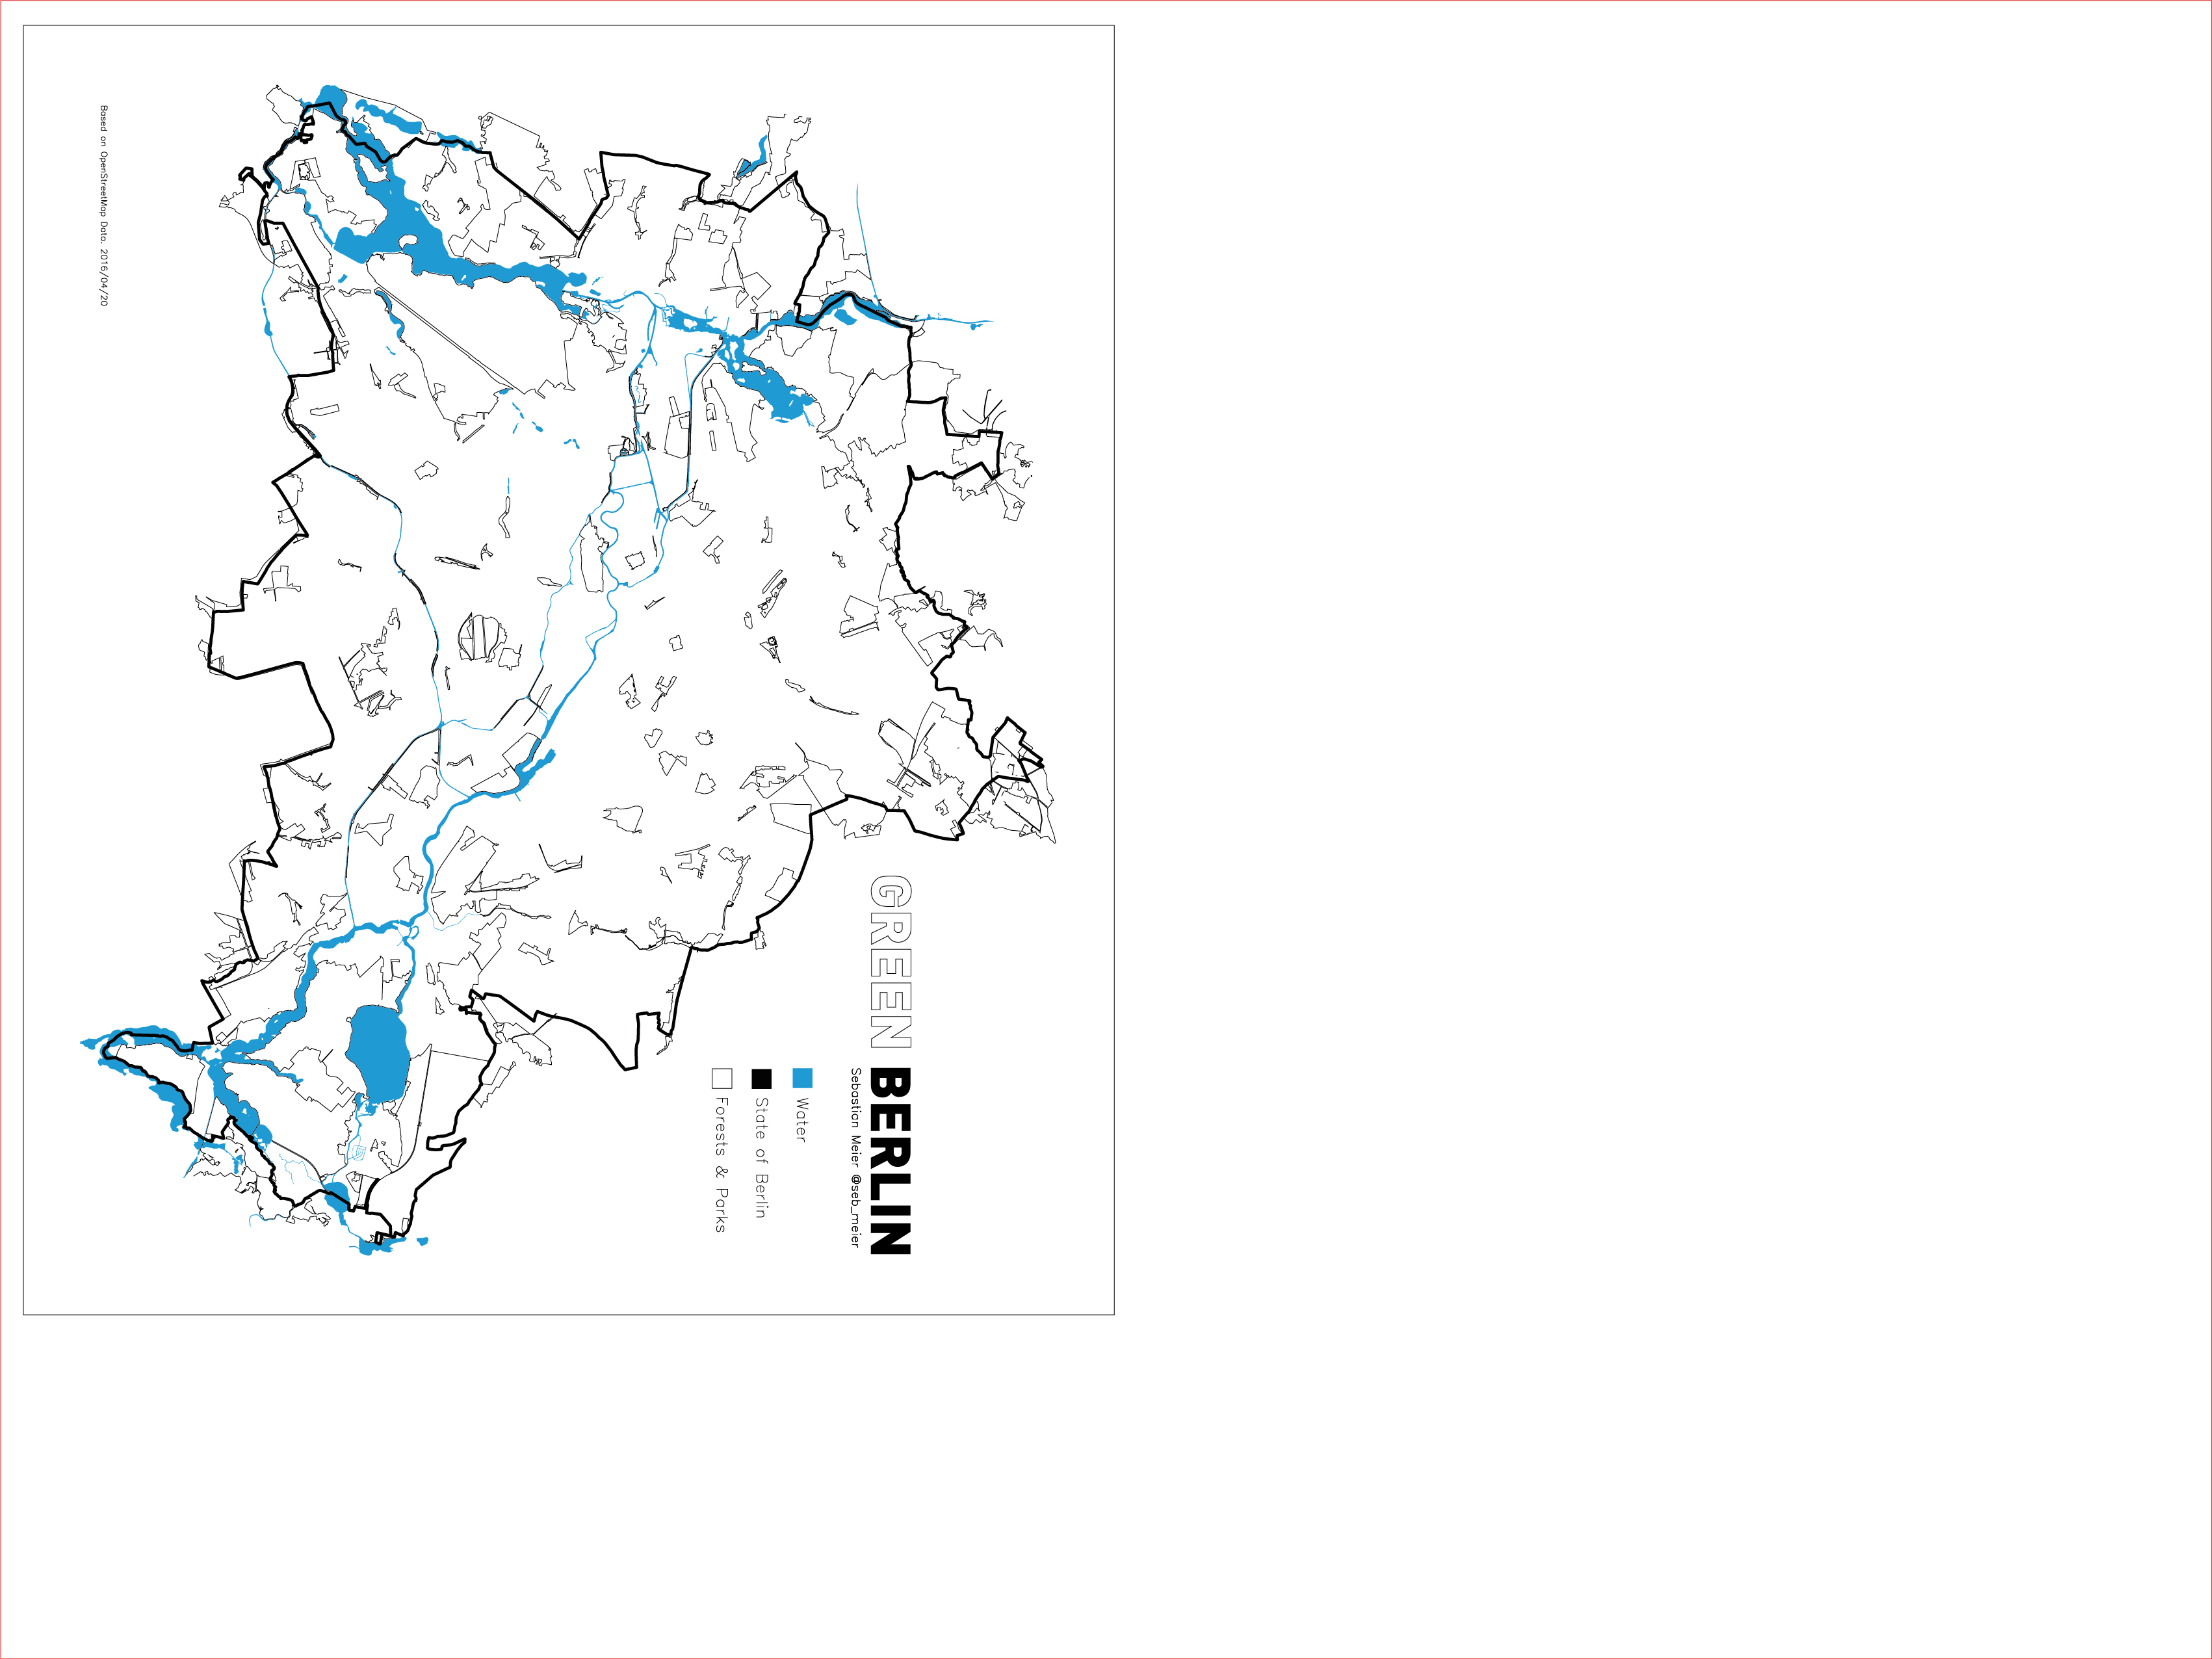 GREEN BERLIN
Sebastian Meier @seb_meier
Water
State of Berlin
Forests & Parks
Based on OpenStreetMap Data. 2016/04/20